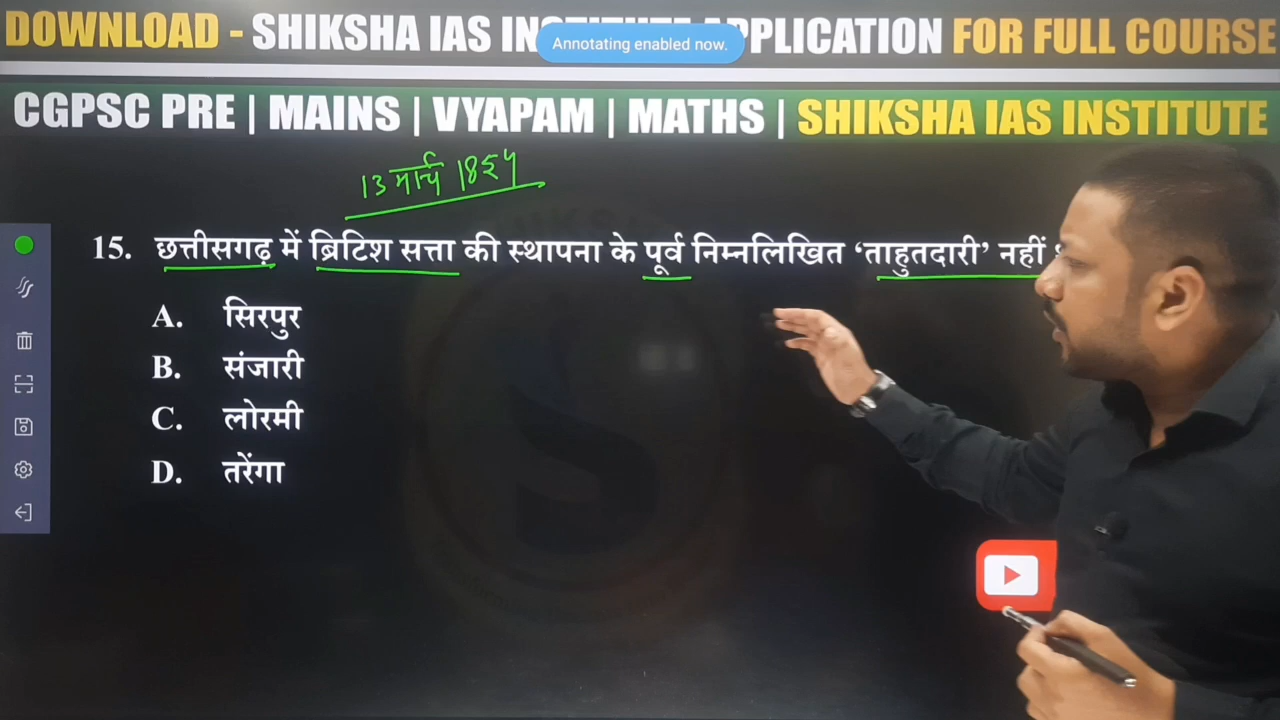 DOWNLOAD - SHIKSHA IAS IN PPLICATION FOR FULL COURSE
Annotating enabled now.
CGPSC PRE | MAINS | VYAPAM | MATHS | SHIKSHA IAS INSTITUTE
13 मार्च 1854
15. छत्तीसगढ़ में ब्रिटिश सत्ता की स्थापना के पूर्व निम्नलिखित ‘ताहुतदारी’ नहीं
A. सिरपुर
B. संजारी
C. लोरमी
D. तरेंगा